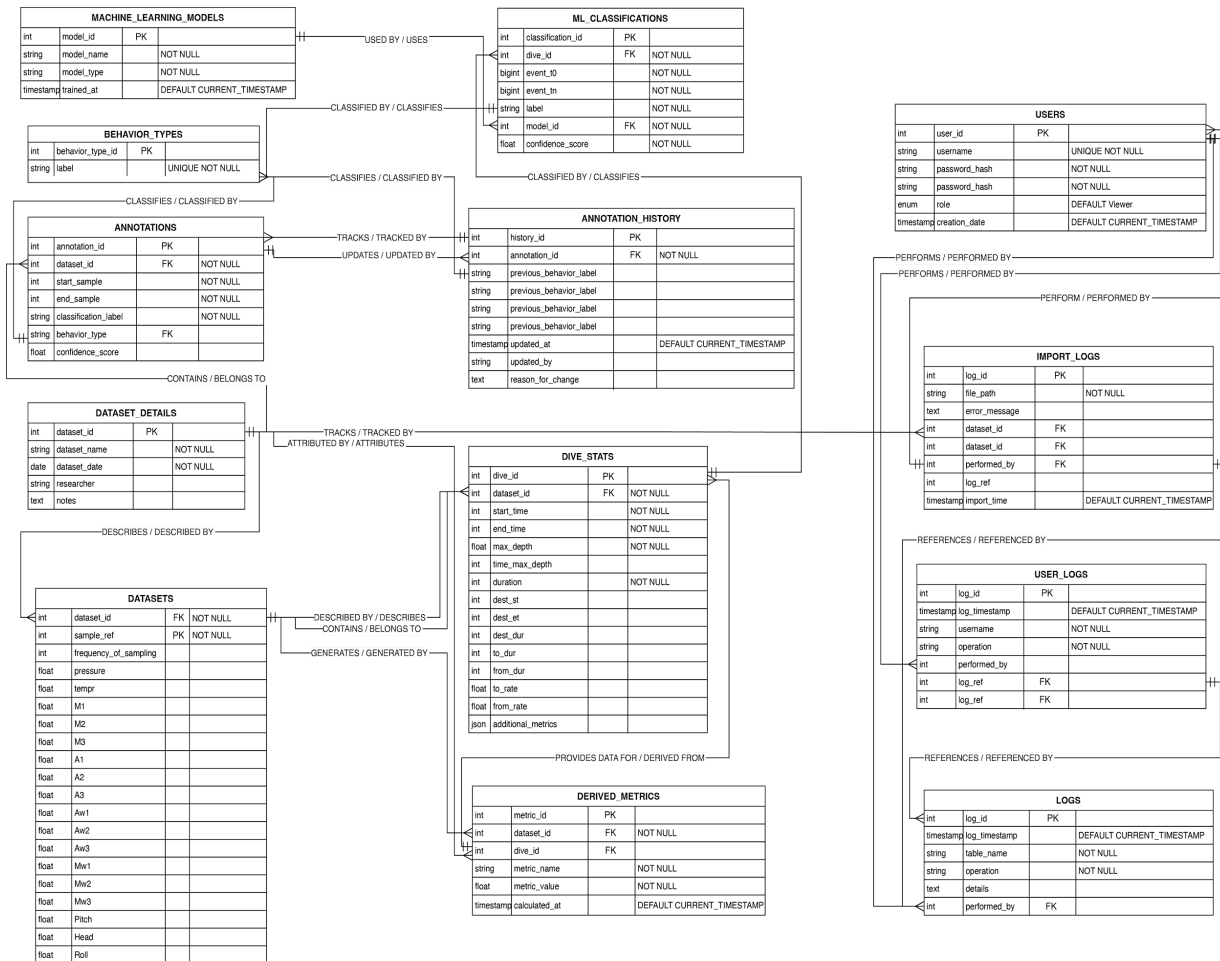 MACHINE_LEARNING_MODELS
int model_id PK
string model_name NOT NULL
string model_type NOT NULL
timestamp trained_at DEFAULT CURRENT_TIMESTAMP
USED BY / USES
ML_CLASSIFICATIONS
int classification_id PK
int dive_id FK NOT NULL
bigint event_t0 NOT NULL
bigint event_tn NOT NULL
string label NOT NULL
int model_id FK NOT NULL
float confidence_score NOT NULL
CLASSIFIED BY / CLASSIFIES
BEHAVIOR_TYPES
int behavior_type_id PK
string label UNIQUE NOT NULL
CLASSIFIES / CLASSIFIED BY
CLASSIFIED BY / CLASSIFIES
CLASSIFIES / CLASSIFIED BY
ANNOTATIONS
int annotation_id PK
int dataset_id FK NOT NULL
int start_sample NOT NULL
int end_sample NOT NULL
string classification_label NOT NULL
string behavior_type FK
float confidence_score
TRACKS / TRACKED BY
UPDATES / UPDATED BY
ANNOTATION_HISTORY
int history_id PK
int annotation_id FK NOT NULL
string previous_behavior_label
string previous_behavior_label
string previous_behavior_label
string previous_behavior_label
timestamp updated_at DEFAULT CURRENT_TIMESTAMP
string updated_by
text reason_for_change
CONTAINS / BELONGS TO
DATASET_DETAILS
int dataset_id PK
string dataset_name NOT NULL
date dataset_date NOT NULL
string researcher
text notes
TRACKS / TRACKED BY
ATTRIBUTED BY / ATTRIBUTES
DESCRIBES / DESCRIBED BY
DIVE_STATS
int dive_id PK
int dataset_id FK NOT NULL
int start_time NOT NULL
int end_time NOT NULL
float max_depth NOT NULL
int time_max_depth
int duration NOT NULL
int dest_st
int dest_et
int dest_dur
int to_dur
int from_dur
float to_rate
float from_rate
json additional_metrics
DATASETS
int dataset_id FK NOT NULL
int sample_ref PK NOT NULL
int frequency_of_sampling
float pressure
float tempr
float M1
float M2
float M3
float A1
float A2
float A3
float Aw1
float Aw2
float Aw3
float Mw1
float Mw2
float Mw3
float Pitch
float Head
float Roll
DESCRIBED BY / DESCRIBES
CONTAINS / BELONGS TO
GENERATES / GENERATED BY
PROVIDES DATA FOR / DERIVED FROM
DERIVED_METRICS
int metric_id PK
int dataset_id FK NOT NULL
int dive_id FK
string metric_name NOT NULL
float metric_value NOT NULL
timestamp calculated_at DEFAULT CURRENT_TIMESTAMP
USERS
int user_id PK
string username UNIQUE NOT NULL
string password_hash NOT NULL
string password_hash NOT NULL
enum role DEFAULT Viewer
timestamp creation_date DEFAULT CURRENT_TIMESTAMP
PERFORMS / PERFORMED BY
PERFORMS / PERFORMED BY
PERFORM / PERFORMED BY
IMPORT_LOGS
int log_id PK
string file_path NOT NULL
text error_message
int dataset_id FK
int dataset_id FK
int performed_by FK
int log_ref
timestamp import_time DEFAULT CURRENT_TIMESTAMP
REFERENCES / REFERENCED BY
USER_LOGS
int log_id PK
timestamp log_timestamp DEFAULT CURRENT_TIMESTAMP
string username NOT NULL
string operation NOT NULL
int performed_by
int log_ref FK
int log_ref FK
REFERENCES / REFERENCED BY
LOGS
int log_id PK
timestamp log_timestamp DEFAULT CURRENT_TIMESTAMP
string table_name NOT NULL
string operation NOT NULL
text details
int performed_by FK